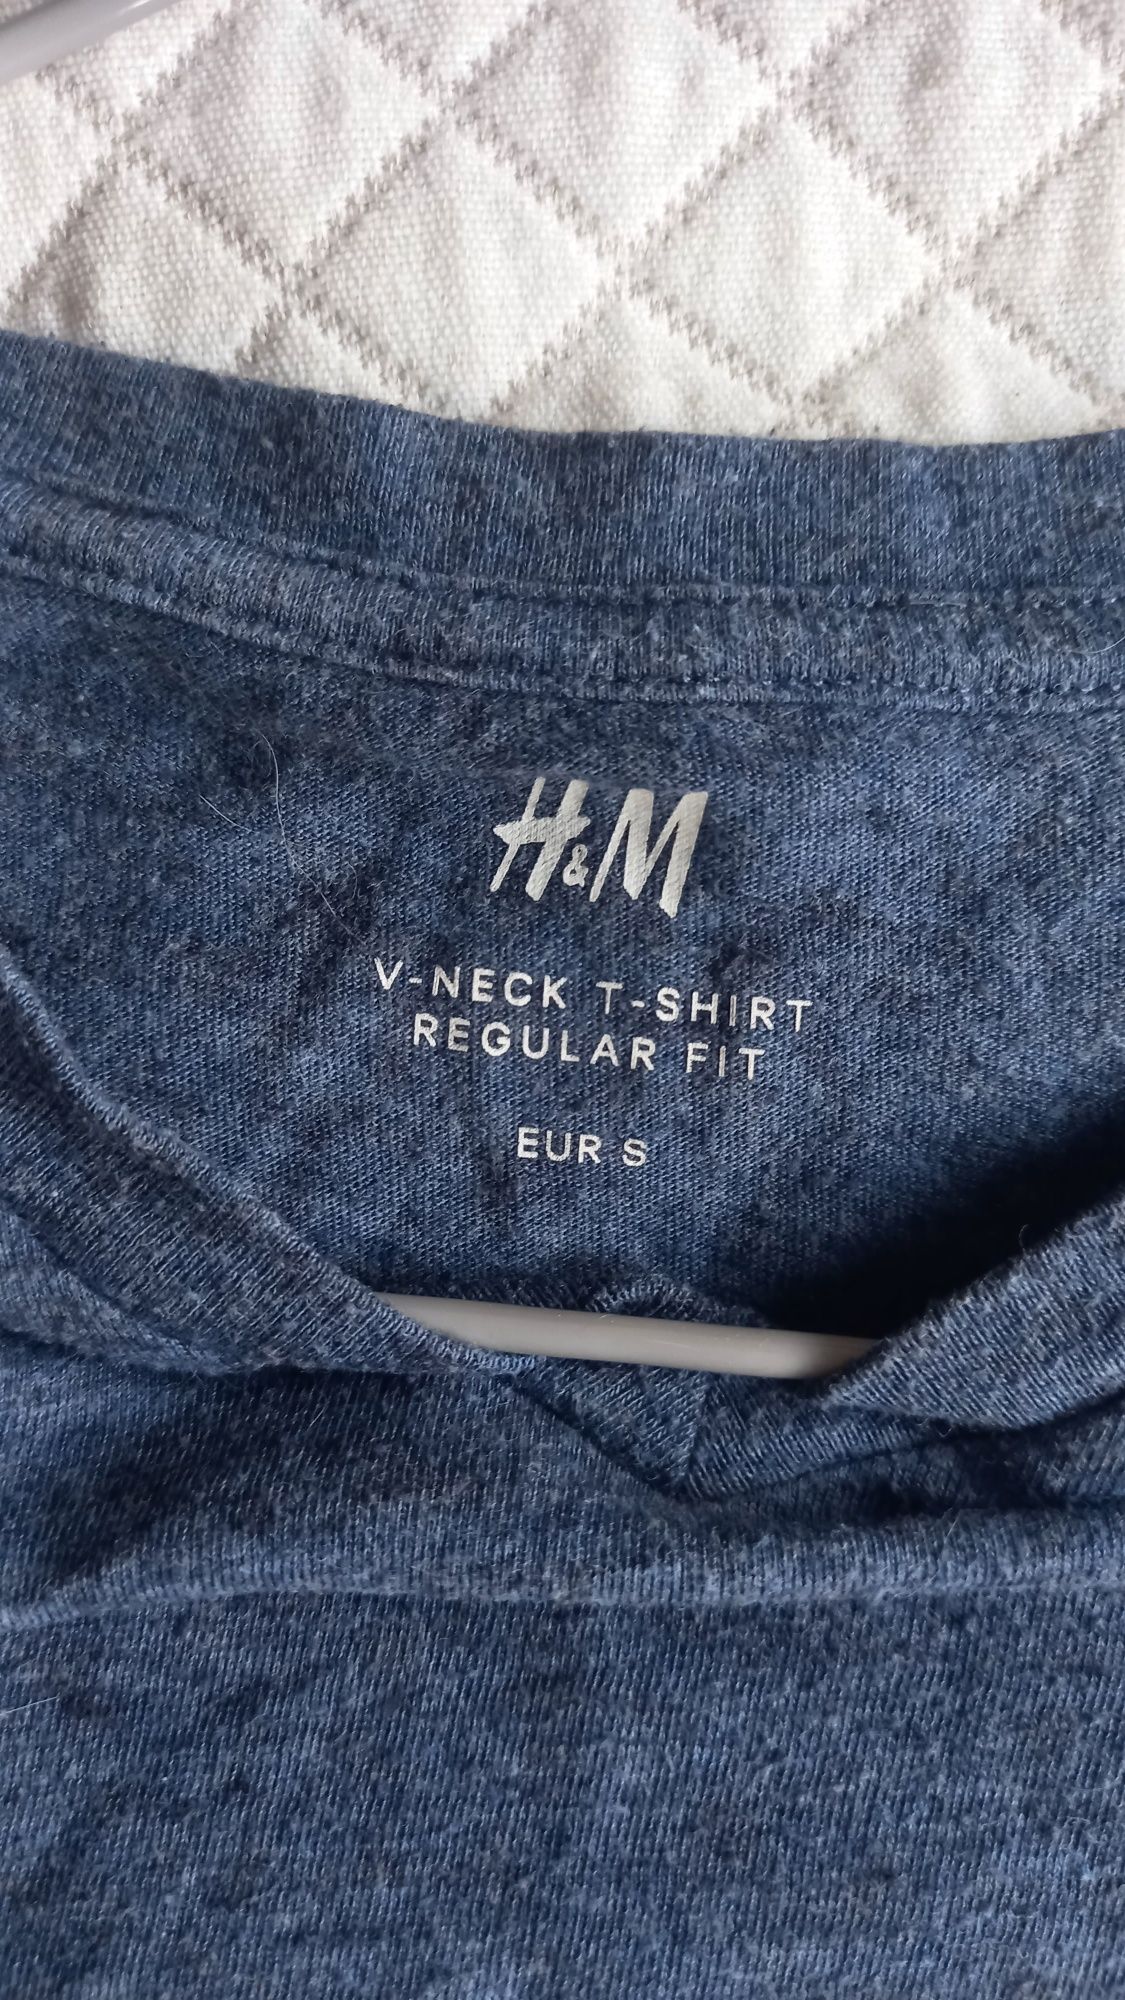 H&M
V-NECK T-SHIRT
REGULAR FIT
EUR S